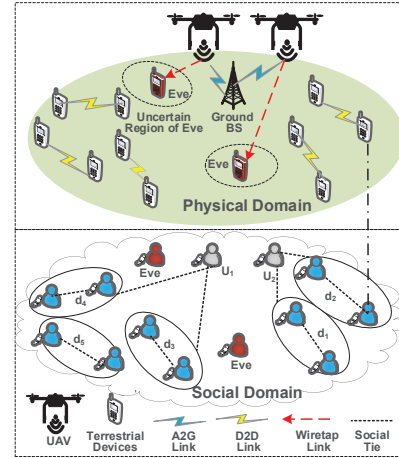 Eve
Uncertain
Region of Eve
Ground
BS
Eve
Physical Domain
Eve
U1
U2
d4
d2
d5
d3
Eve
d1
Social Domain
UAV
Terrestrial
Devices
A2G
Link
D2D
Link
Wiretap
Link
Social
Tie